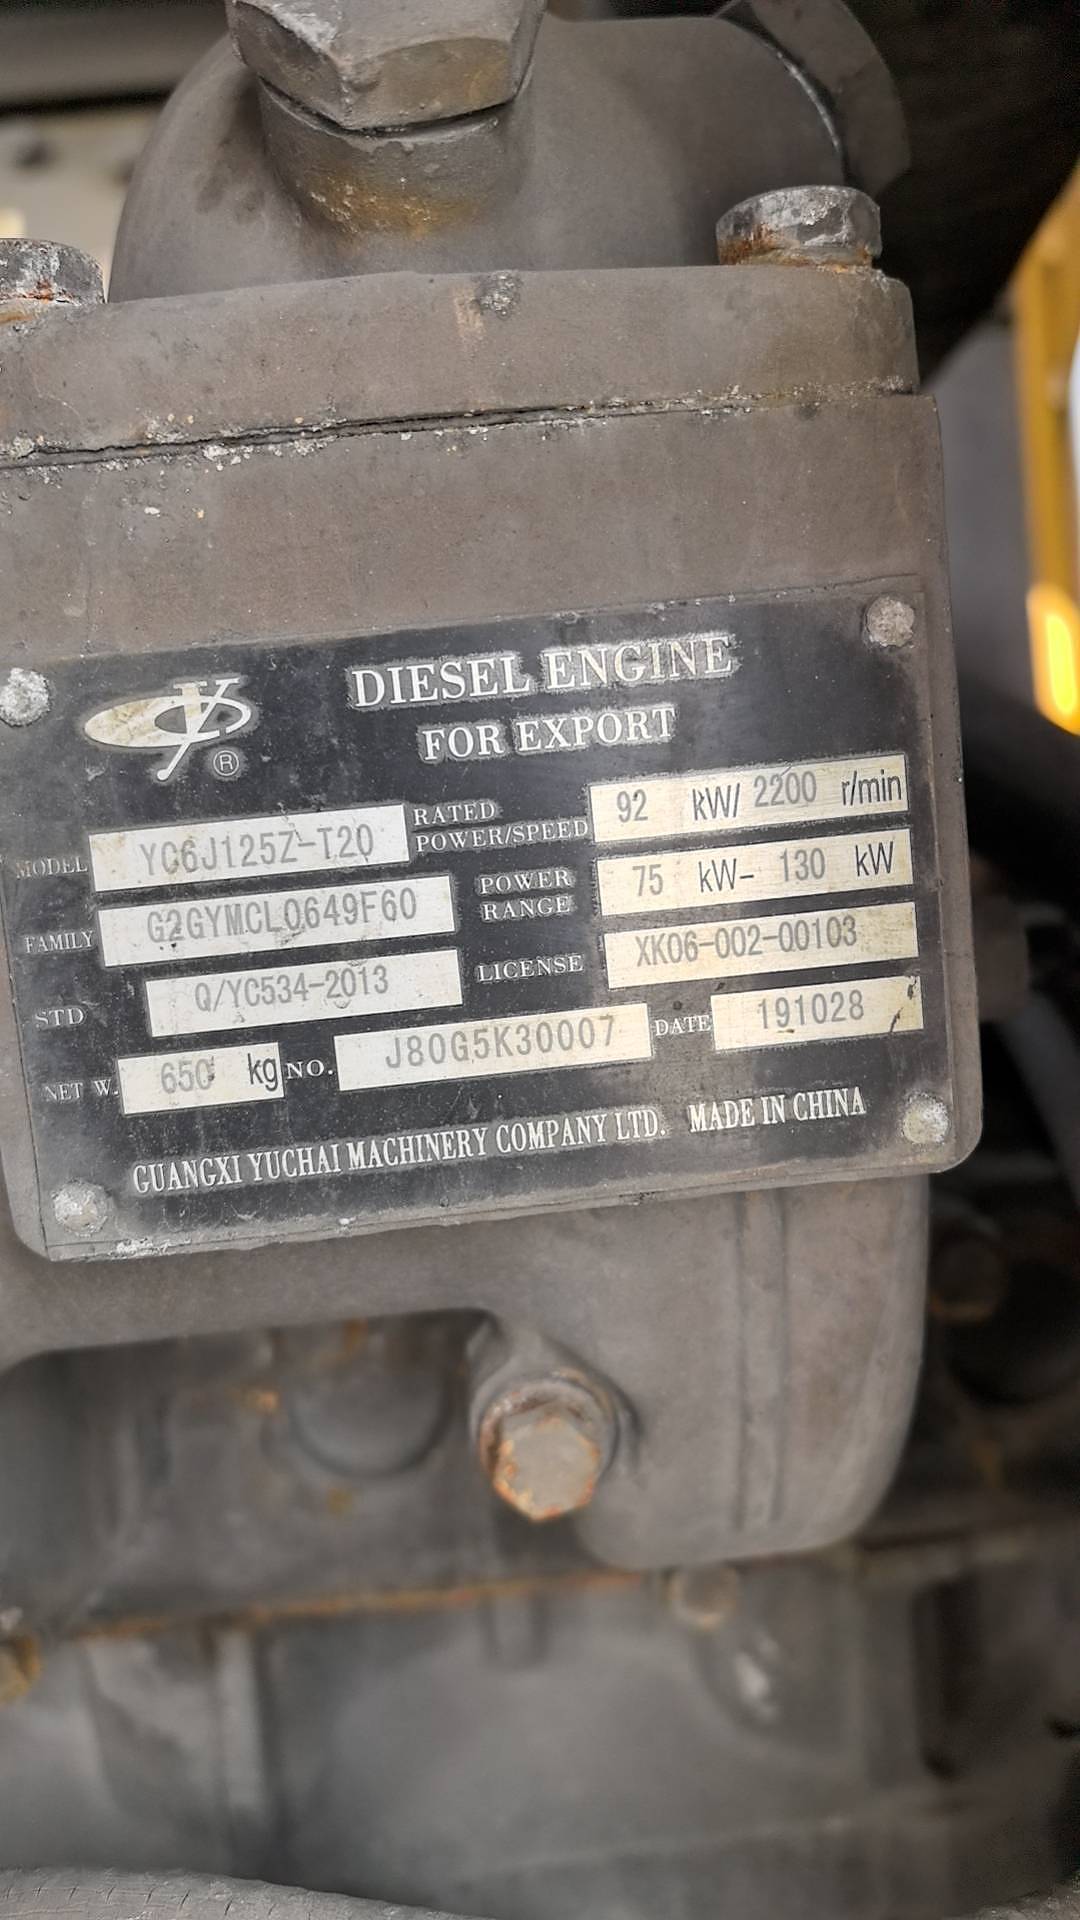 DIESEL ENGINE
FOR EXPORT
MODEL YC6J125Z-T20 RATED POWER/SPEED 92 kW/ 2200 r/min
FAMILY G2GYMCL0649F60 POWER RANGE 75 kW- 130 kW
STD Q/YC534-2013 LICENSE XK06-002-00103
NET W. 650 kg NO. J80G5K30007 DATE 191028
GUANGXI YUCHAI MACHINERY COMPANY LTD. MADE IN CHINA